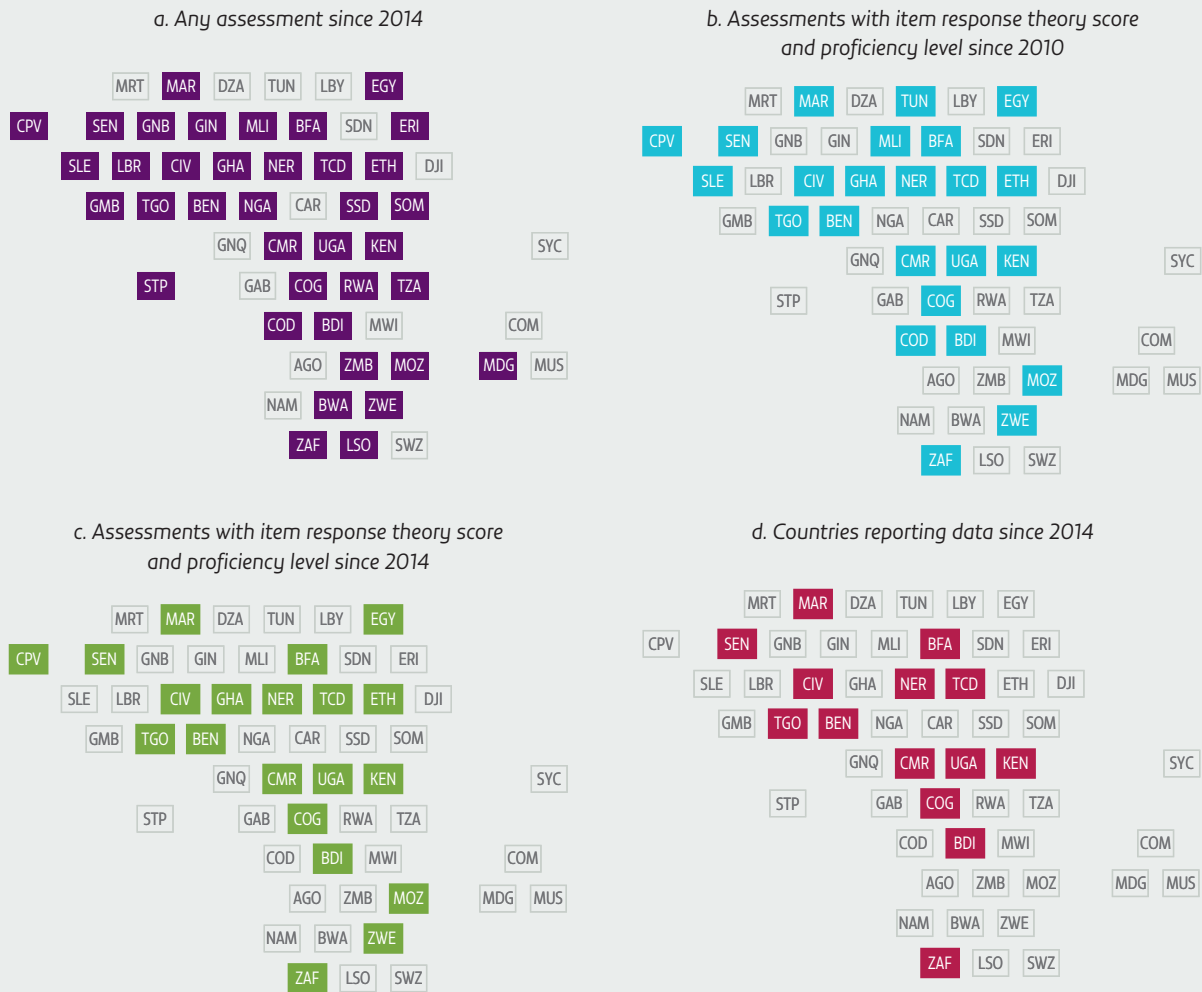 a. Any assessment since 2014
MRT MAR DZA TUN LBY EGY
CPV SEN GNB GIN MLI BFA SDN ERI
SLE LBR CIV GHA NER TCD ETH DJI
GMB TGO BEN NGA CAR SSD SOM
GNQ CMR UGA KEN SYC
STP GAB COG RWA TZA
COD BDI MWI COM
AGO ZMB MOZ MDG MUS
NAM BWA ZWE
ZAF LSO SWZ
b. Assessments with item response theory score
and proficiency level since 2010
MRT MAR DZA TUN LBY EGY
CPV SEN GNB GIN MLI BFA SDN ERI
SLE LBR CIV GHA NER TCD ETH DJI
GMB TGO BEN NGA CAR SSD SOM
GNQ CMR UGA KEN SYC
STP GAB COG RWA TZA
COD BDI MWI COM
AGO ZMB MOZ MDG MUS
NAM BWA ZWE
ZAF LSO SWZ
c. Assessments with item response theory score
and proficiency level since 2014
MRT MAR DZA TUN LBY EGY
CPV SEN GNB GIN MLI BFA SDN ERI
SLE LBR CIV GHA NER TCD ETH DJI
GMB TGO BEN NGA CAR SSD SOM
GNQ CMR UGA KEN SYC
STP GAB COG RWA TZA
COD BDI MWI COM
AGO ZMB MOZ MDG MUS
NAM BWA ZWE
ZAF LSO SWZ
d. Countries reporting data since 2014
MRT MAR DZA TUN LBY EGY
CPV SEN GNB GIN MLI BFA SDN ERI
SLE LBR CIV GHA NER TCD ETH DJI
GMB TGO BEN NGA CAR SSD SOM
GNQ CMR UGA KEN SYC
STP GAB COG RWA TZA
COD BDI MWI COM
AGO ZMB MOZ MDG MUS
NAM BWA ZWE
ZAF LSO SWZ